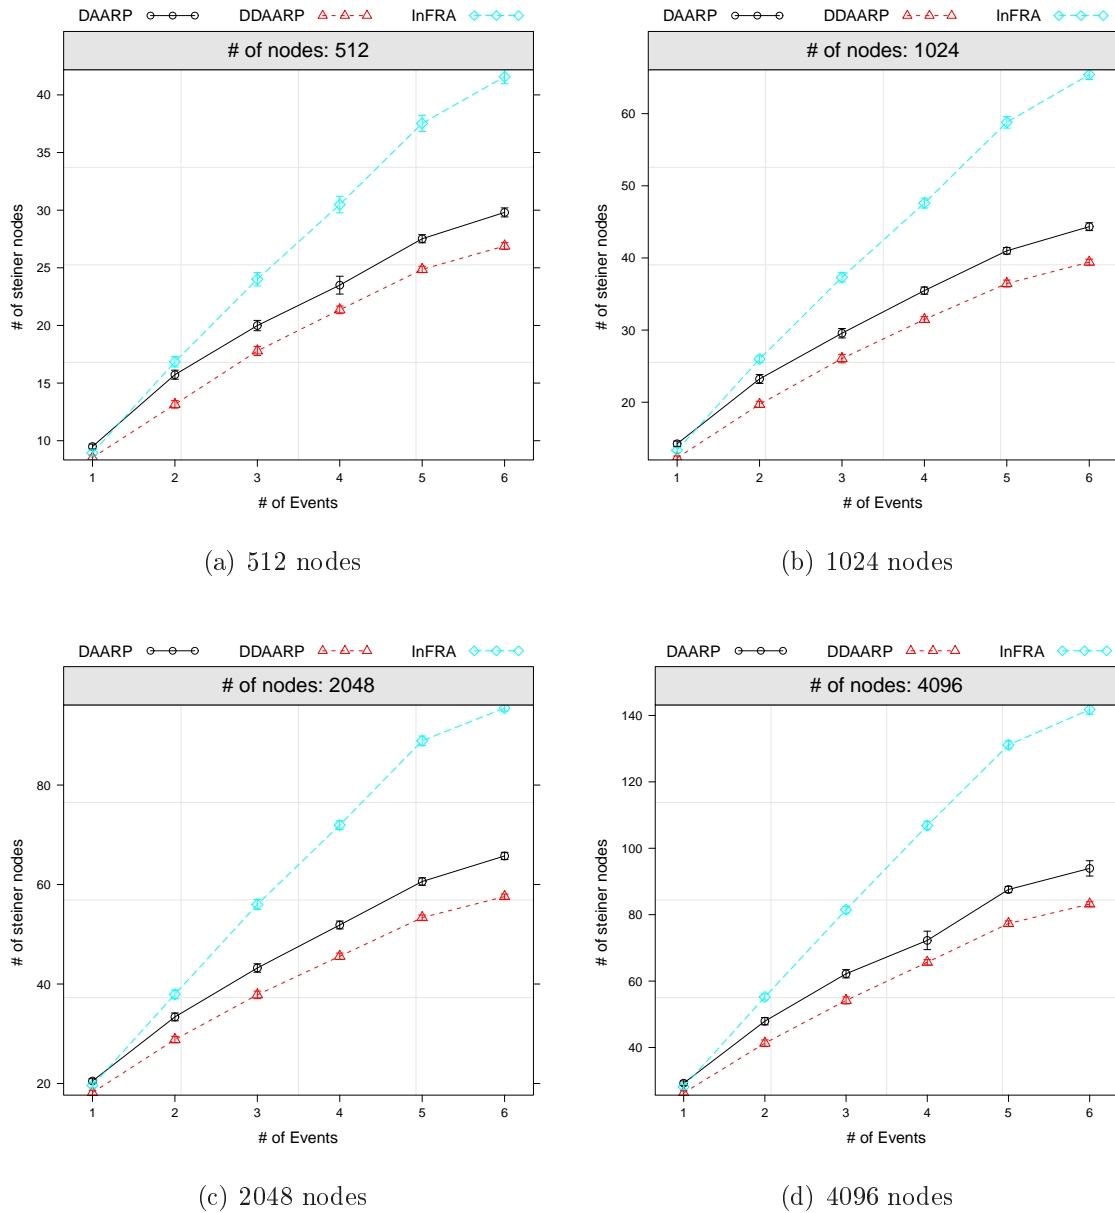 DAARP DDAARP InFRA
# of nodes: 512
# of steiner nodes
40
35
30
25
20
15
10
1 2 3 4 5 6
# of Events
(a) 512 nodes
DAARP DDAARP InFRA
# of nodes: 1024
# of steiner nodes
60
50
40
30
20
1 2 3 4 5 6
# of Events
(b) 1024 nodes
DAARP DDAARP InFRA
# of nodes: 2048
# of steiner nodes
80
60
40
20
1 2 3 4 5 6
# of Events
(c) 2048 nodes
DAARP DDAARP InFRA
# of nodes: 4096
# of steiner nodes
140
120
100
80
60
40
1 2 3 4 5 6
# of Events
(d) 4096 nodes